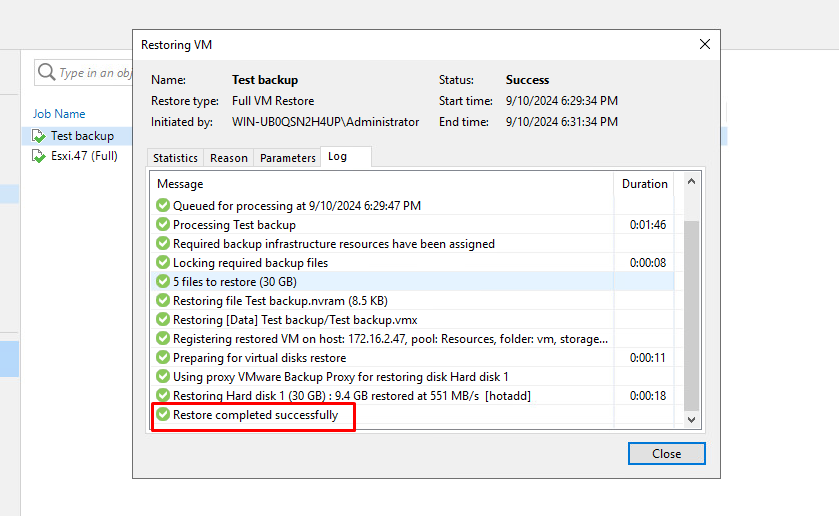 Restoring VM
Type in an obj
Name: Test backup Status: Success
Restore type: Full VM Restore Start time: 9/10/2024 6:29:34 PM
Initiated by: WIN-UB0QSN2H4UP\Administrator End time: 9/10/2024 6:31:34 PM
Job Name
Test backup
Esxi.47 (Full)
Statistics Reason Parameters Log
Message Duration
Queued for processing at 9/10/2024 6:29:47 PM
Processing Test backup 0:01:46
Required backup infrastructure resources have been assigned
Locking required backup files 0:00:08
5 files to restore (30 GB)
Restoring file Test backup.nvram (8.5 KB)
Restoring [Data] Test backup/Test backup.vmx
Registering restored VM on host: 172.16.2.47, pool: Resources, folder: vm, storage...
Preparing for virtual disks restore 0:00:11
Using proxy VMware Backup Proxy for restoring disk Hard disk 1
Restoring Hard disk 1 (30 GB) : 9.4 GB restored at 551 MB/s [hotadd] 0:00:18
Restore completed successfully
Close